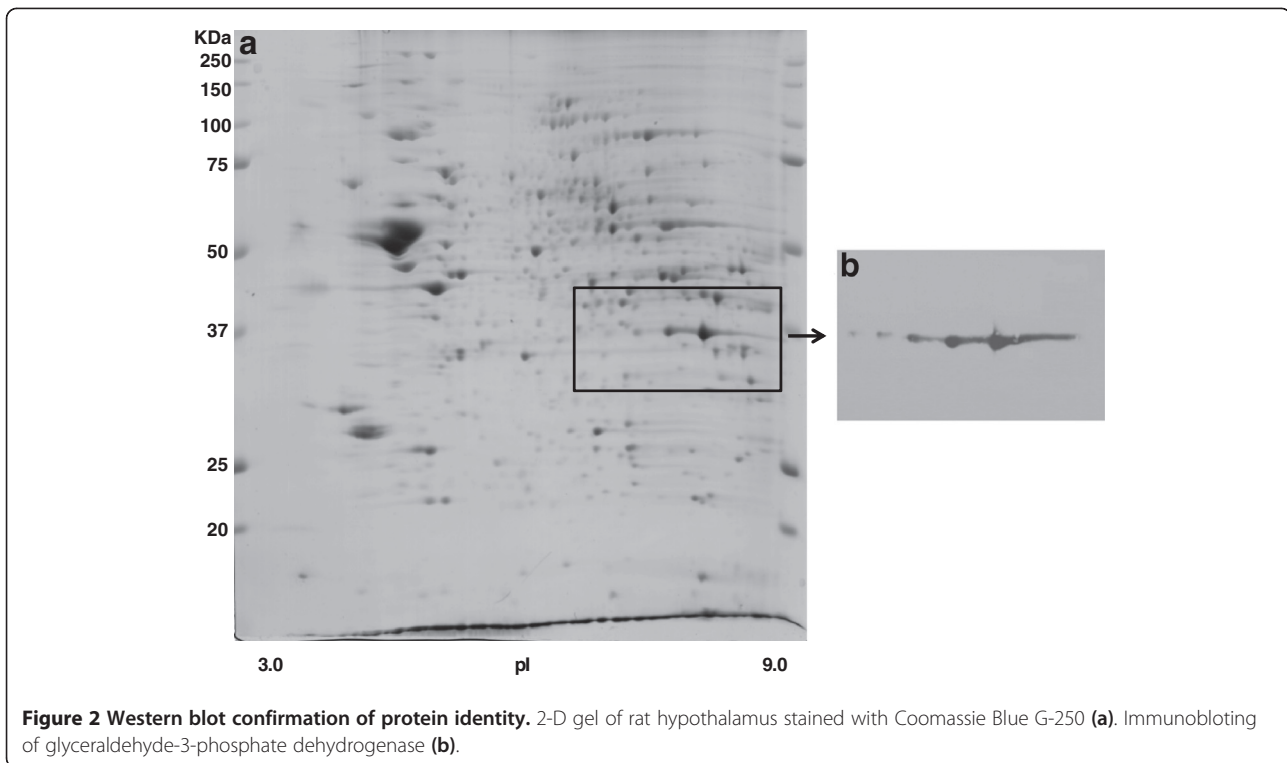 KDa
a
250
150
100
75
50
b
37
25
20
3.0 pI 9.0
Figure 2 Western blot confirmation of protein identity. 2-D gel of rat hypothalamus stained with Coomassie Blue G-250 (a). Immunobloting
of glyceraldehyde-3-phosphate dehydrogenase (b).